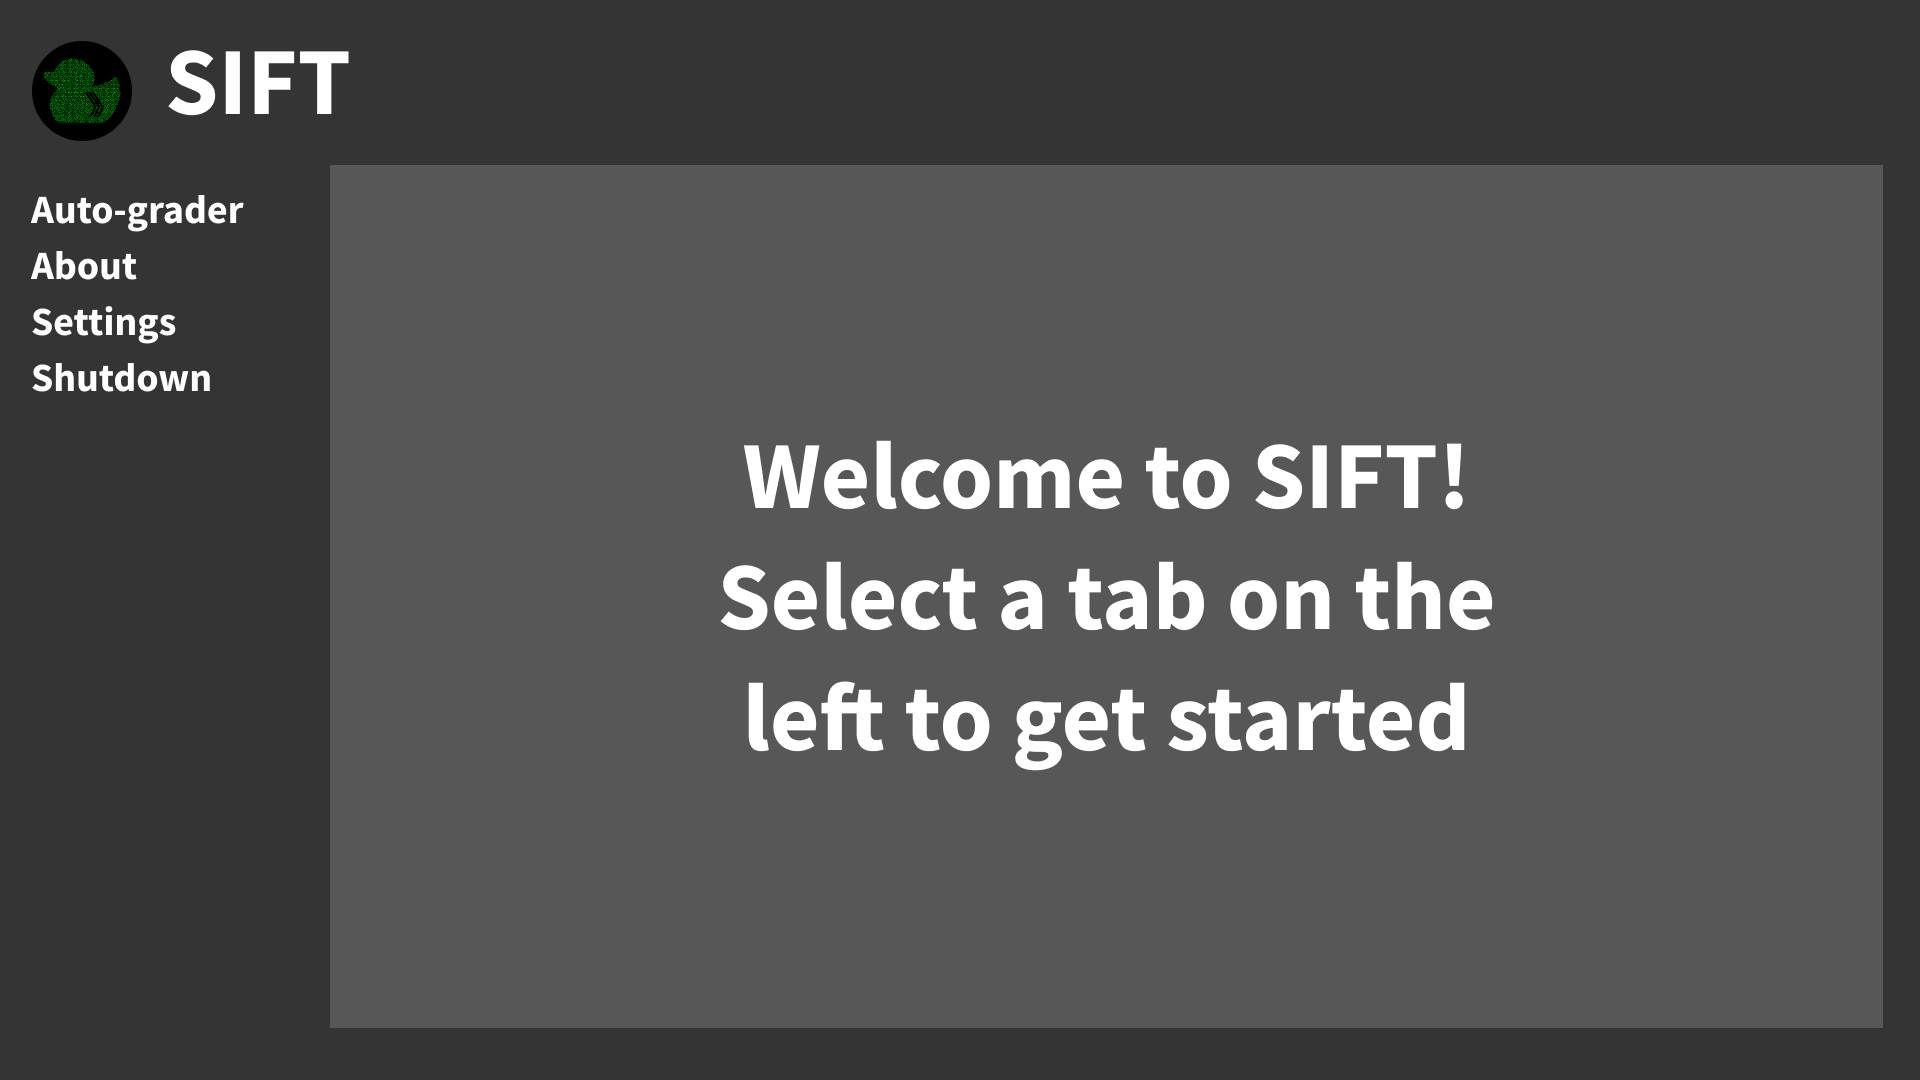 SIFT
Auto-grader
About
Settings
Shutdown
Welcome to SIFT!
Select a tab on the
left to get started